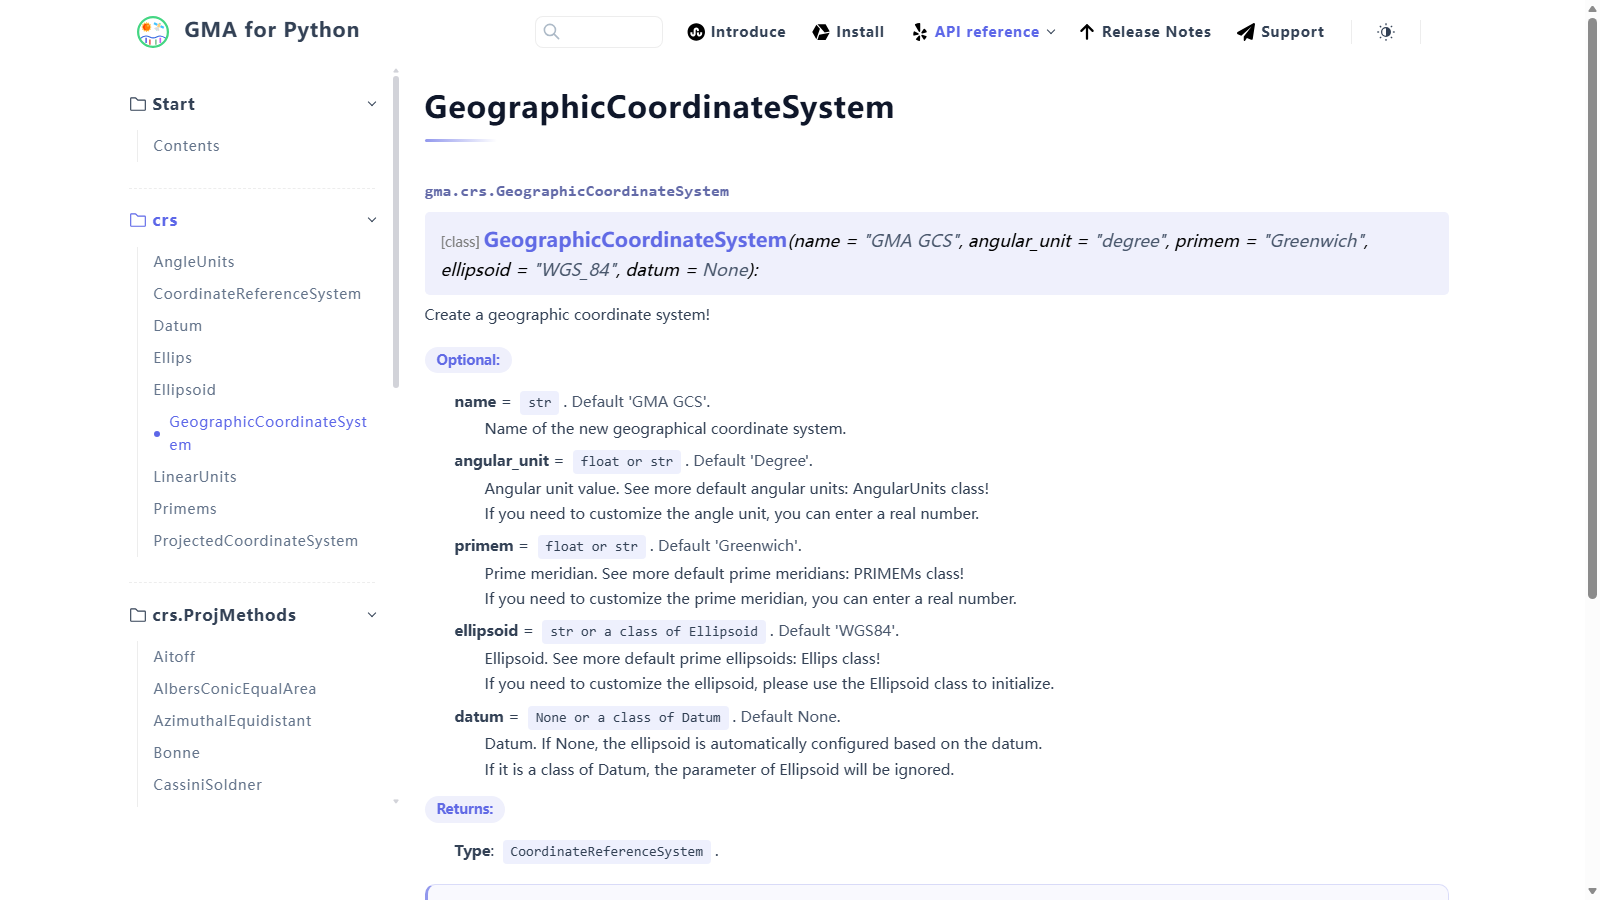 GMA for Python
Introduce
Install
API reference
Release Notes
Support
Start
Contents
crs
AngleUnits
CoordinateReferenceSystem
Datum
Ellips
Ellipsoid
GeographicCoordinateSyst
em
LinearUnits
Primems
ProjectedCoordinateSystem
crs.ProjMethods
Aitoff
AlbersConicEqualArea
AzimuthalEquidistant
Bonne
CassiniSoldner
GeographicCoordinateSystem
gma.crs.GeographicCoordinateSystem
[class] GeographicCoordinateSystem(name = "GMA GCS", angular_unit = "degree", primem = "Greenwich",
ellipsoid = "WGS_84", datum = None):
Create a geographic coordinate system!
Optional:
name = str . Default 'GMA GCS'.
Name of the new geographical coordinate system.
angular_unit = float or str . Default 'Degree'.
Angular unit value. See more default angular units: AngularUnits class!
If you need to customize the angle unit, you can enter a real number.
primem = float or str . Default 'Greenwich'.
Prime meridian. See more default prime meridians: PRIMEMs class!
If you need to customize the prime meridian, you can enter a real number.
ellipsoid = str or a class of Ellipsoid . Default 'WGS84'.
Ellipsoid. See more default prime ellipsoids: Ellips class!
If you need to customize the ellipsoid, please use the Ellipsoid class to initialize.
datum = None or a class of Datum . Default None.
Datum. If None, the ellipsoid is automatically configured based on the datum.
If it is a class of Datum, the parameter of Ellipsoid will be ignored.
Returns:
Type: CoordinateReferenceSystem .